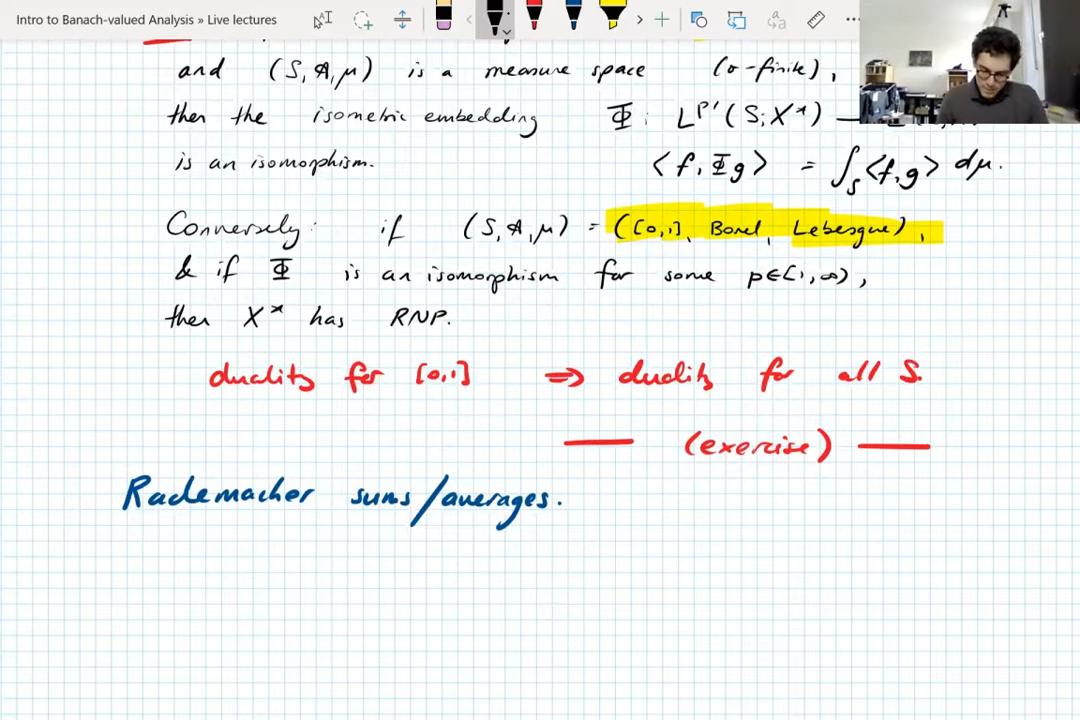 Intro to Banach-valued Analysis » Live lectures
and (S, A, μ) is a measure space (σ-finite),
then the isometric embedding Φ : L^p' (S; X*)
is an isomorphism. <f, Φg> = ∫_S <f, g> dμ.
Conversely: if (S, A, μ) = ([0,1], Borel, Lebesgue),
& if Φ is an isomorphism for some p∈[1,∞),
then X* has RNP.
duality for [0,1] ⇒ duality for all S.
— (exercise) —
Rademacher sums/averages.